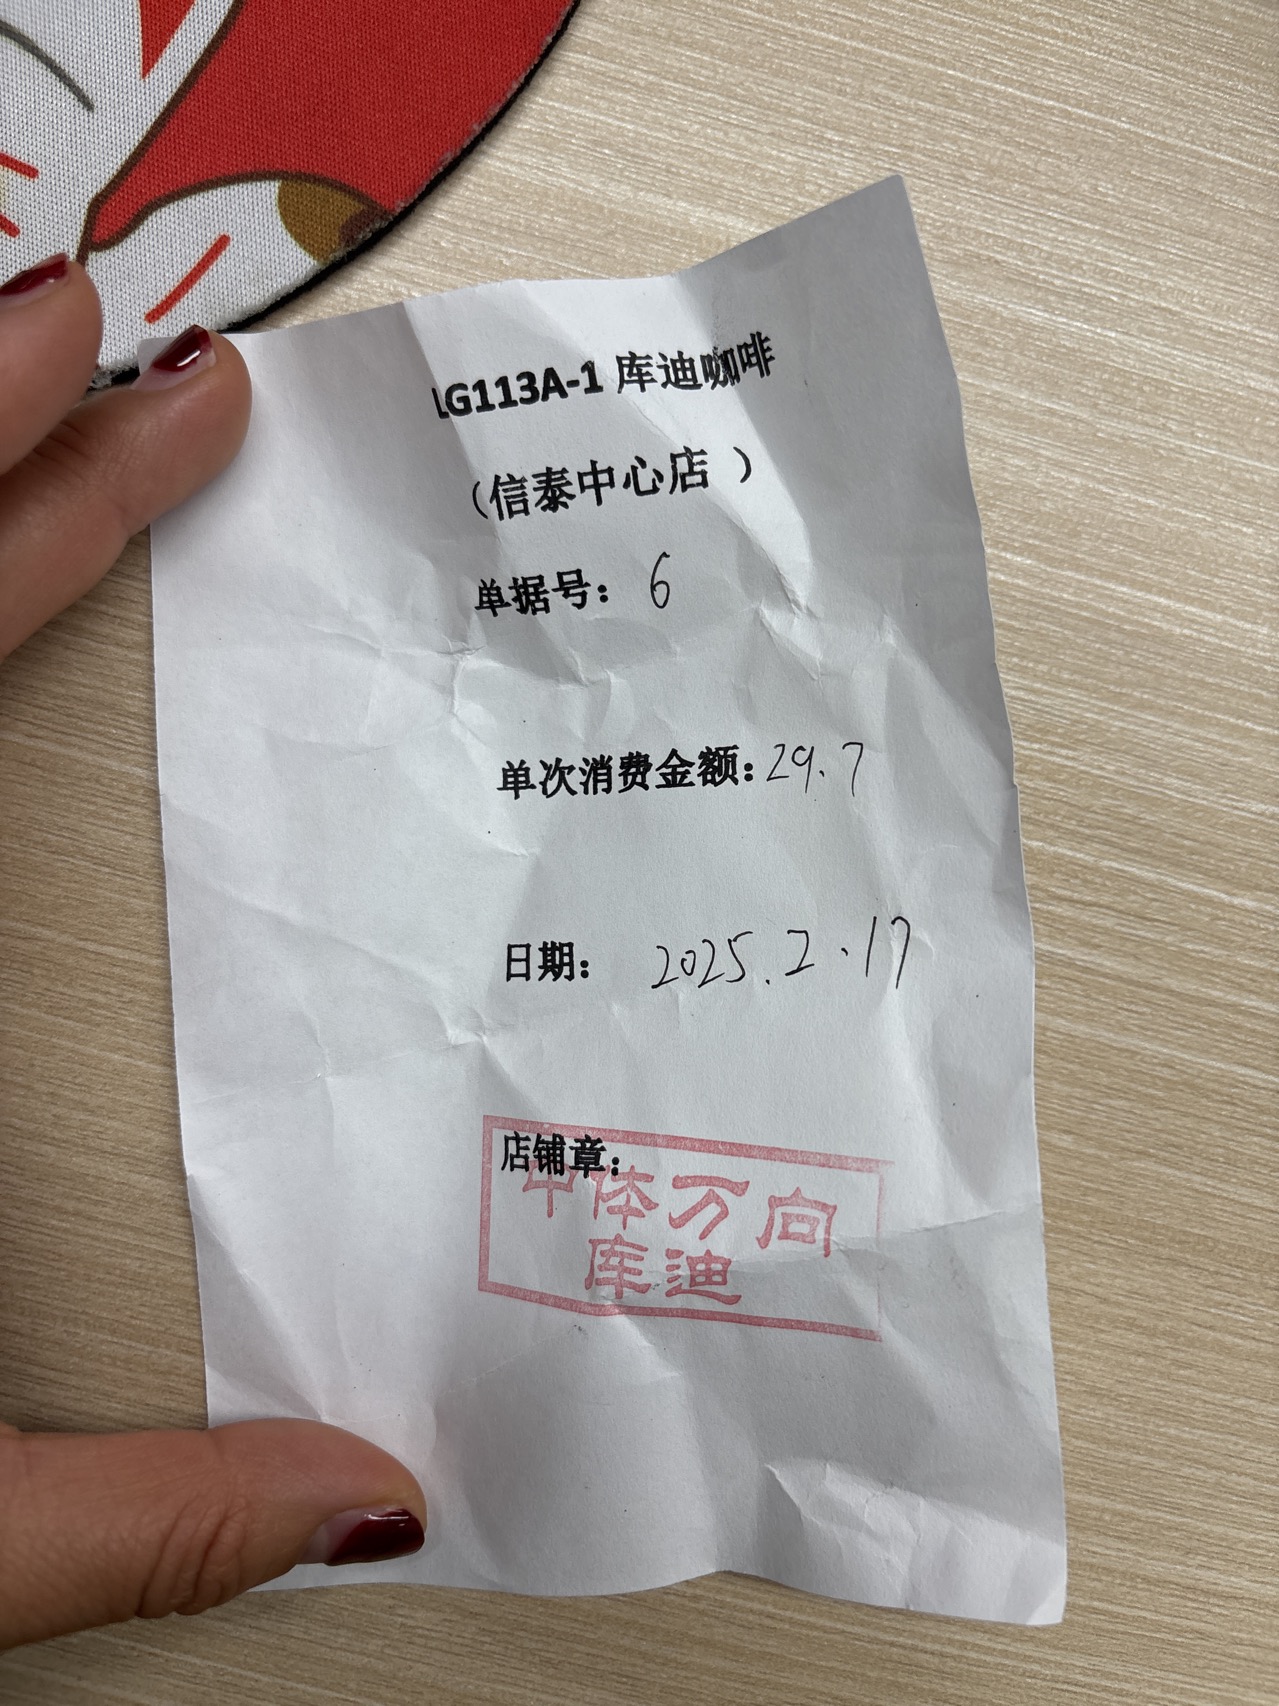 LG113A-1 库迪咖啡
（信泰中心店 ）
单据号： 6
单次消费金额：29.7
日期： 2025.2.17
店铺章：
中体万向
库迪